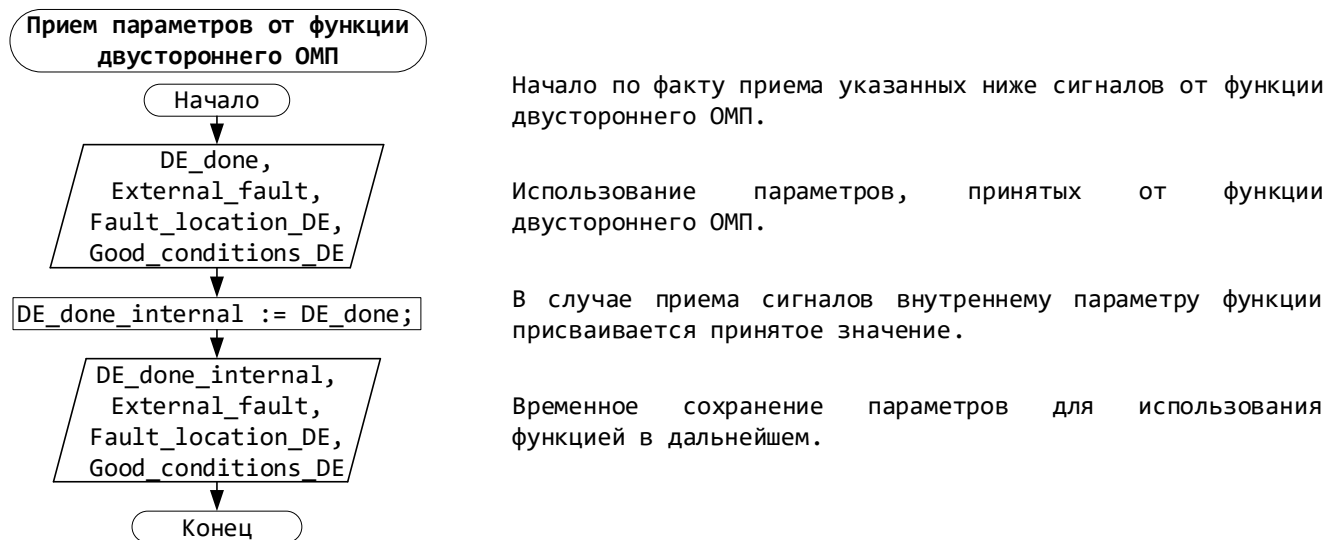 Прием параметров от функции
двустороннего ОМП
Начало
Начало по факту приема указанных ниже сигналов от функции
двустороннего ОМП.
DE_done,
External_fault,
Fault_location_DE,
Good_conditions_DE
Использование параметров, принятых от функции
двустороннего ОМП.
DE_done_internal := DE_done;
В случае приема сигналов внутреннему параметру функции
присваивается принятое значение.
DE_done_internal,
External_fault,
Fault_location_DE,
Good_conditions_DE
Временное сохранение параметров для использования
функцией в дальнейшем.
Конец